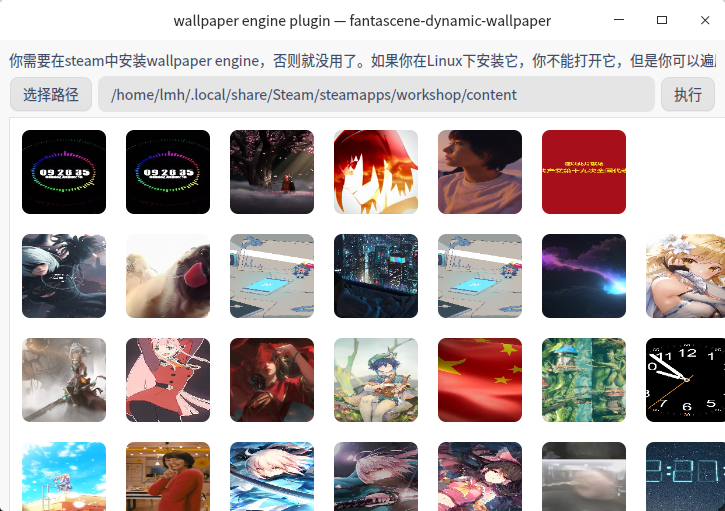 wallpaper engine plugin — fantascene-dynamic-wallpaper
你需要在steam中安装wallpaper engine，否则就没用了。如果你在Linux下安装它，你不能打开它，但是你可以遍
选择路径
/home/lmh/.local/share/Steam/steamapps/workshop/content
执行
09 28 35
09 28 35
11 12 1